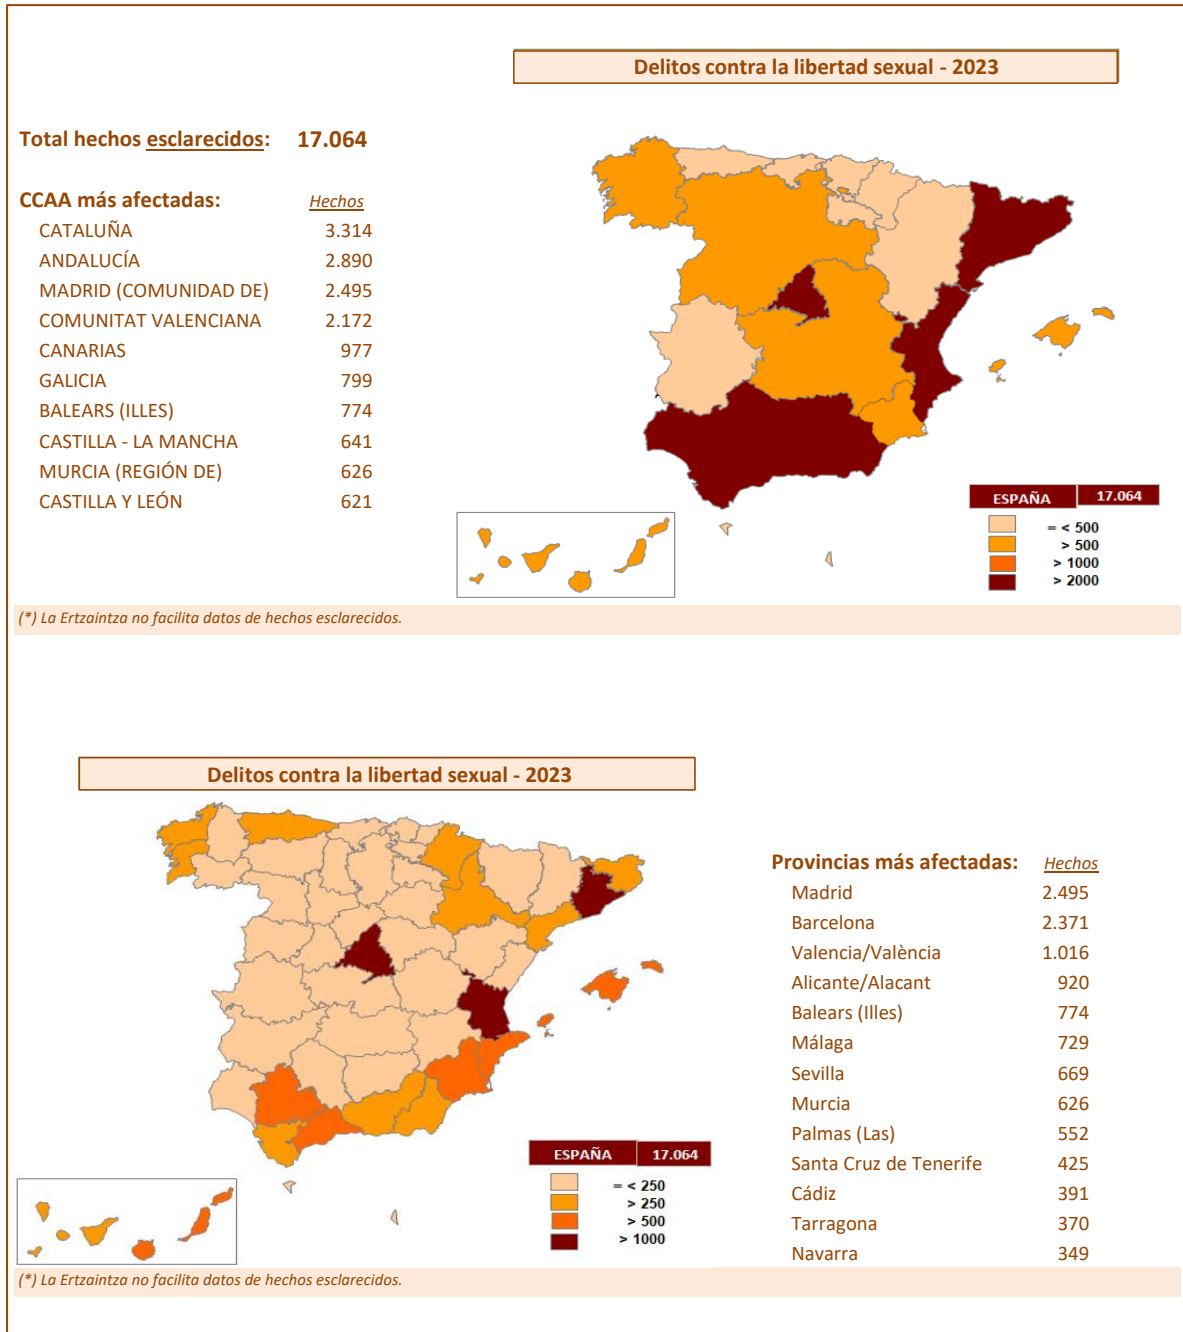 Delitos contra la libertad sexual - 2023
Total hechos esclarecidos: 17.064
CCAA más afectadas: Hechos
CATALUÑA 3.314
ANDALUCÍA 2.890
MADRID (COMUNIDAD DE) 2.495
COMUNITAT VALENCIANA 2.172
CANARIAS 977
GALICIA 799
BALEARS (ILLES) 774
CASTILLA - LA MANCHA 641
MURCIA (REGIÓN DE) 626
CASTILLA Y LEÓN 621
ESPAÑA 17.064
= < 500
> 500
> 1000
> 2000
(*) La Ertzaintza no facilita datos de hechos esclarecidos.
Delitos contra la libertad sexual - 2023
Provincias más afectadas: Hechos
Madrid 2.495
Barcelona 2.371
Valencia/València 1.016
Alicante/Alacant 920
Balears (Illes) 774
Málaga 729
Sevilla 669
Murcia 626
Palmas (Las) 552
Santa Cruz de Tenerife 425
Cádiz 391
Tarragona 370
Navarra 349
ESPAÑA 17.064
= < 250
> 250
> 500
> 1000
(*) La Ertzaintza no facilita datos de hechos esclarecidos.